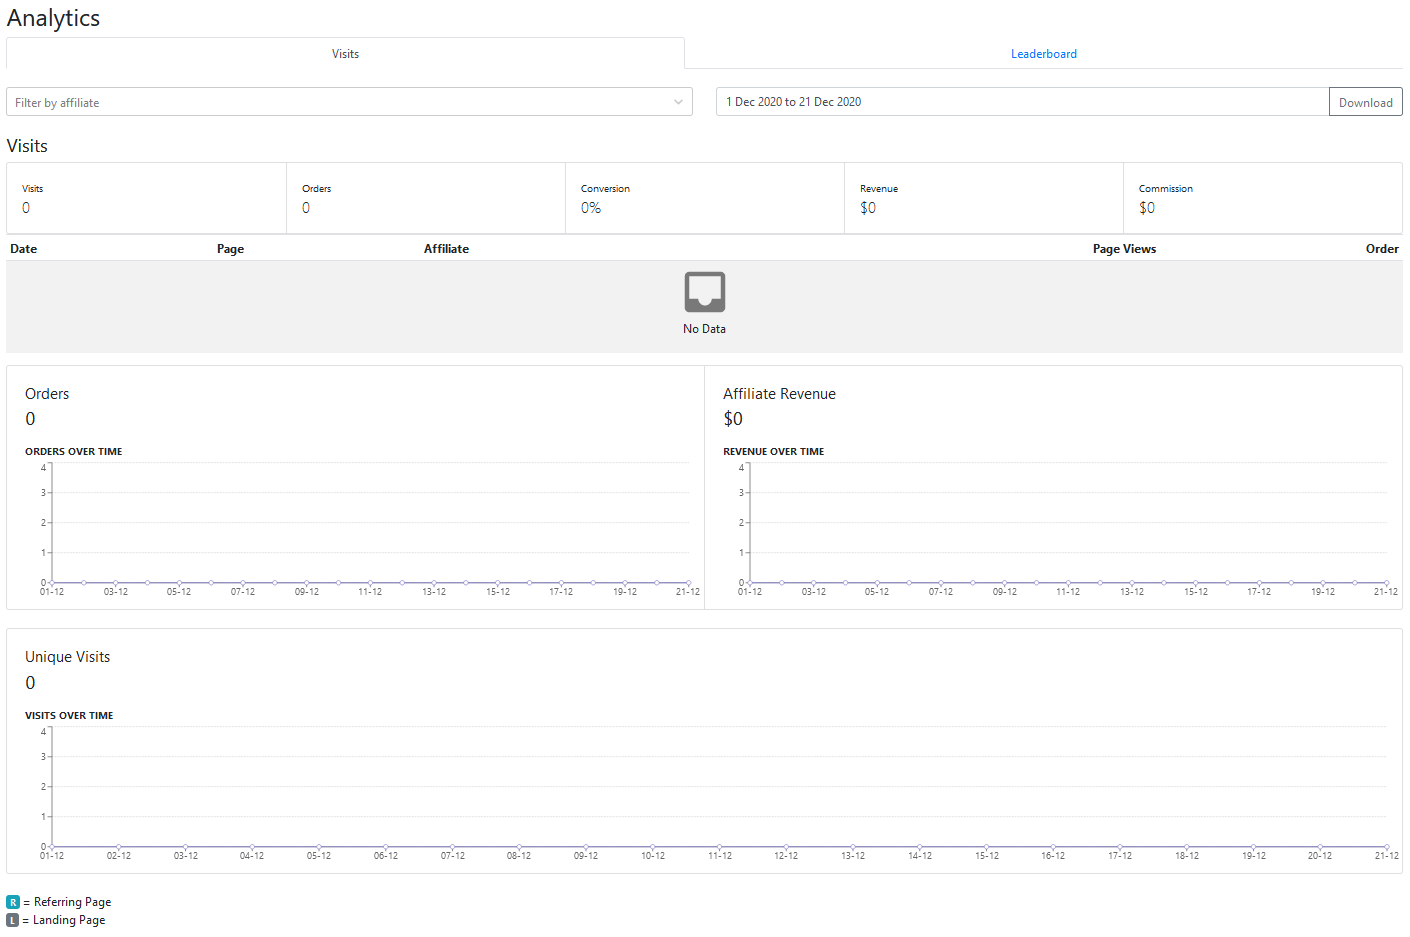 Analytics
Visits
Leaderboard
Filter by affiliate
1 Dec 2020 to 21 Dec 2020
Download
Visits
Visits
0
Orders
0
Conversion
0%
Revenue
$0
Commission
$0
Date Page Affiliate Page Views Order
No Data
Orders
0
ORDERS OVER TIME
4
3
2
1
0
01-12 03-12 05-12 07-12 09-12 11-12 13-12 15-12 17-12 19-12 21-12
Affiliate Revenue
$0
REVENUE OVER TIME
4
3
2
1
0
01-12 03-12 05-12 07-12 09-12 11-12 13-12 15-12 17-12 19-12 21-12
Unique Visits
0
VISITS OVER TIME
4
3
2
1
0
01-12 02-12 03-12 04-12 05-12 06-12 07-12 08-12 09-12 10-12 11-12 12-12 13-12 14-12 15-12 16-12 17-12 18-12 19-12 20-12 21-12
R = Referring Page
L = Landing Page